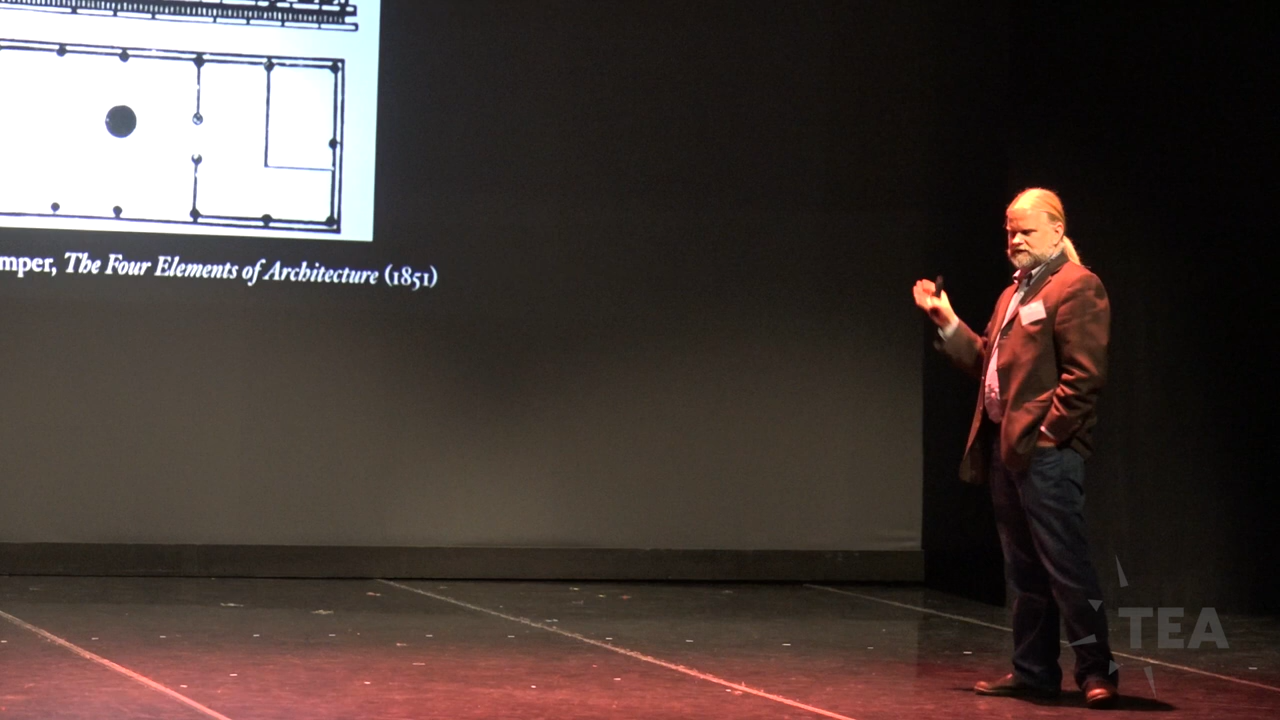 mper, The Four Elements of Architecture (1851)
TEA